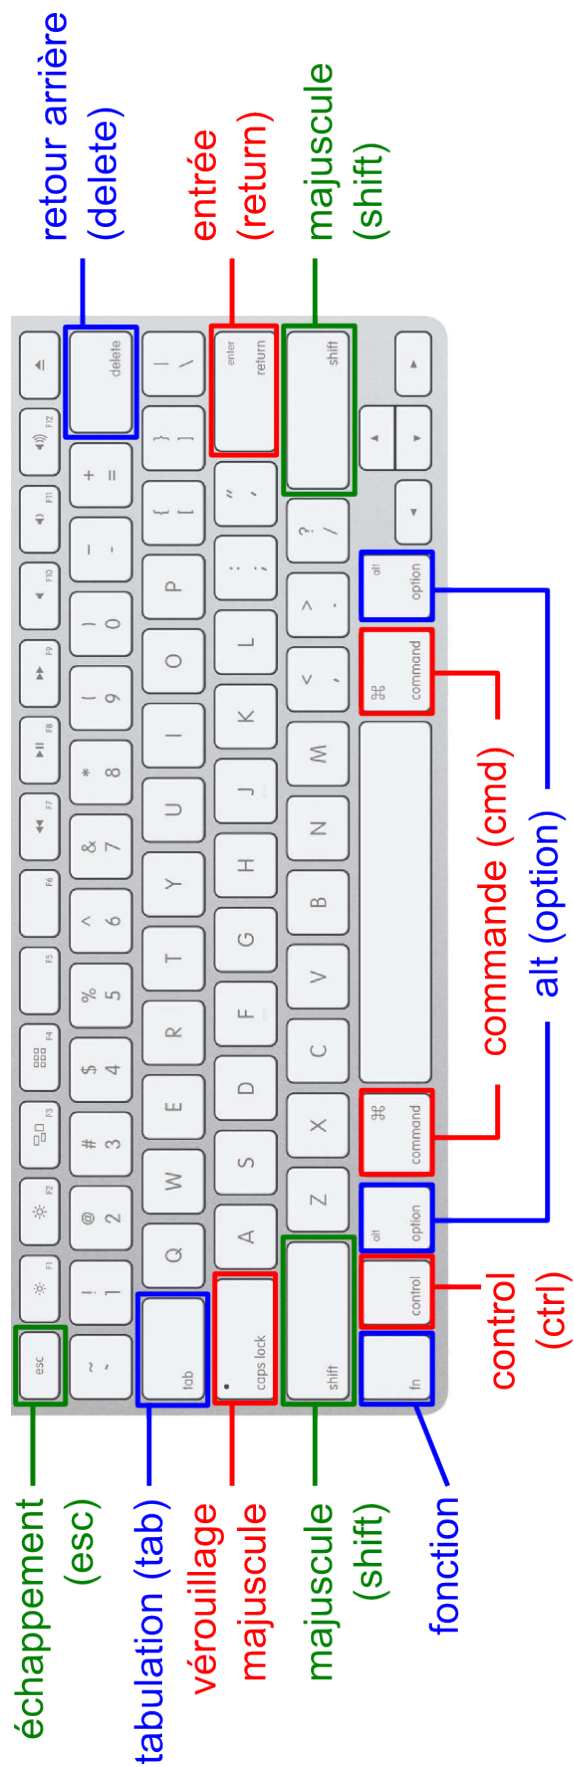 échappement
(esc)
tabulation (tab)
vérouillage
majuscule
majuscule
(shift)
fonction
esc F1 F2 F3 F4 F5 F6 F7 F8 F9 F10 F11 F12
~ ! @ # $ % ^ & * ( ) — +
` 1 2 3 4 5 6 7 8 9 0 - = delete
tab Q W E R T Y U I O P { [ } ] | \
caps lock A S D F G H J K L : ; " ' enter return
shift Z X C V B N M < , > . ? / shift
fn control alt option ⌘ command ⌘ command alt option
retour arrière
(delete)
entrée
(return)
majuscule
(shift)
control
(ctrl)
commande (cmd)
alt (option)